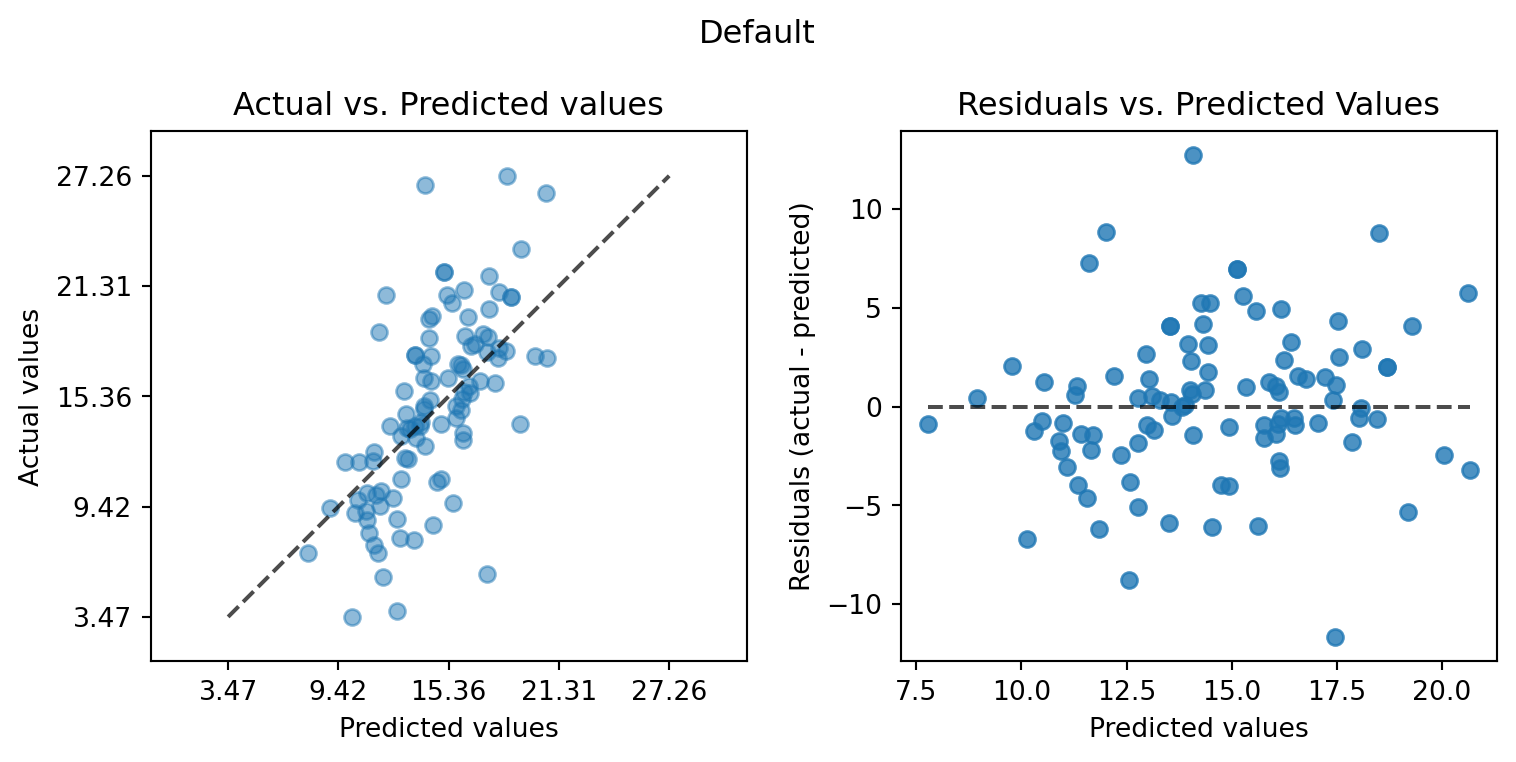 Default
Actual vs. Predicted values
Actual values
27.26
21.31
15.36
9.42
3.47
3.47 9.42 15.36 21.31 27.26
Predicted values
Residuals vs. Predicted Values
Residuals (actual - predicted)
10
5
0
−5
−10
7.5 10.0 12.5 15.0 17.5 20.0
Predicted values